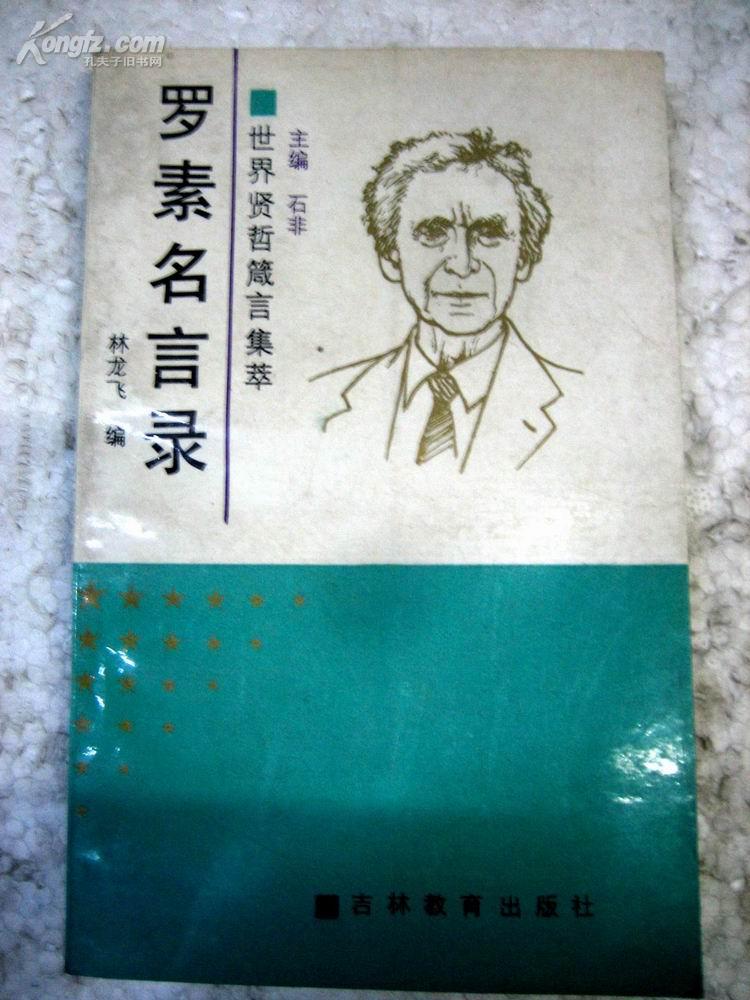 Kongfz.com
孔夫子旧书网
罗素名言录
林龙飞 编
世界贤哲箴言集萃
主编 石非
吉林教育出版社